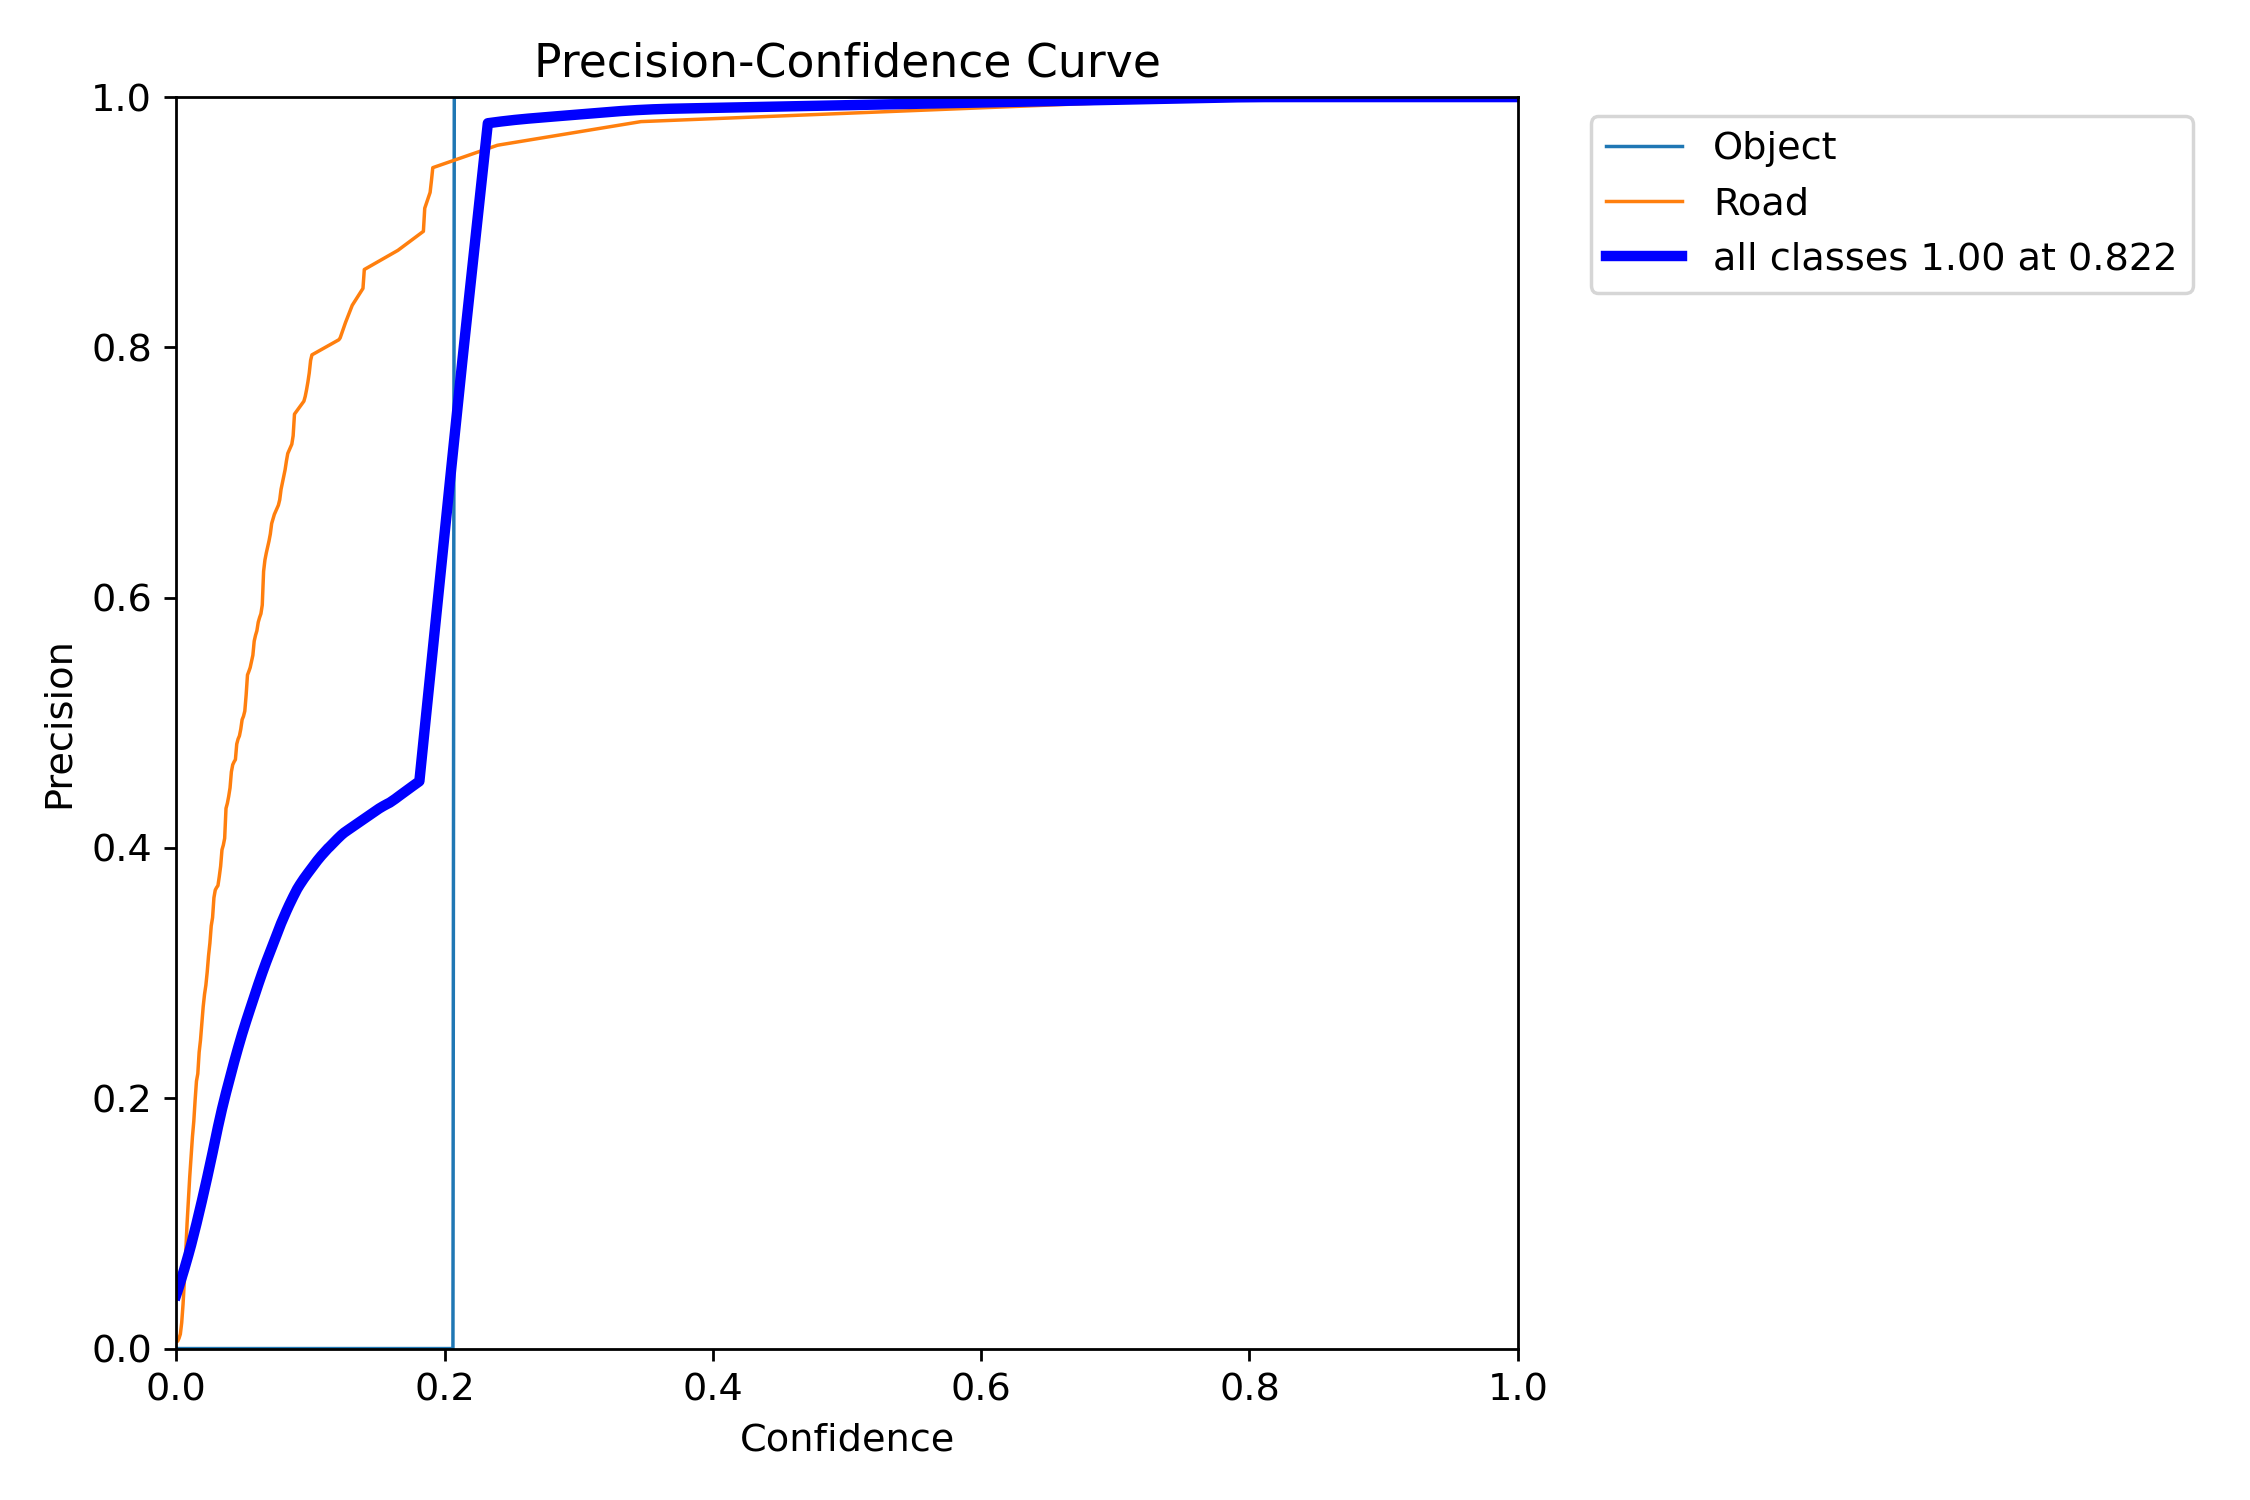 Precision-Confidence Curve
1.0
0.8
0.6
0.4
0.2
0.0
Precision
0.0 0.2 0.4 0.6 0.8 1.0
Confidence
Object
Road
all classes 1.00 at 0.822